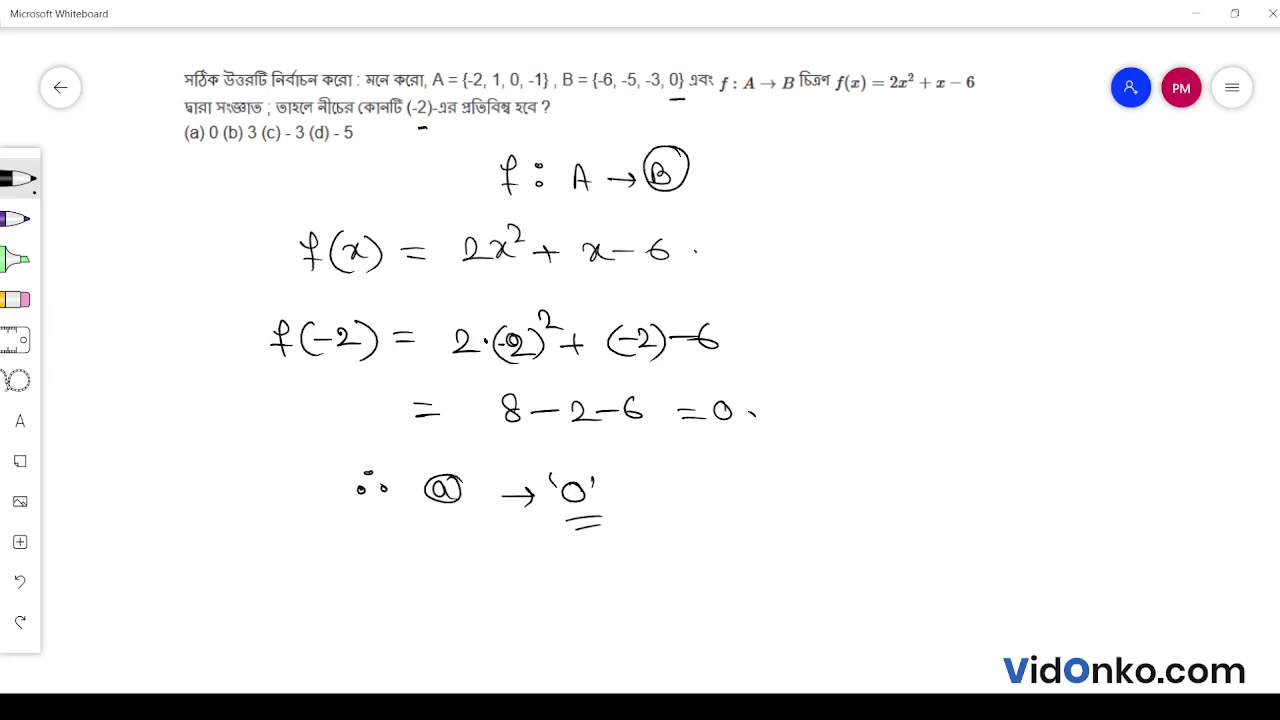 Microsoft Whiteboard
সঠিক উত্তরটি নির্বাচন করো : মনে করো, A = {-2, 1, 0, -1} , B = {-6, -5, -3, 0} এবং f : A → B চিত্রণ f(x) = 2x² + x − 6
PM
দ্বারা সংজ্ঞাত ; তাহলে নীচের কোনটি (-2)-এর প্রতিবিম্ব হবে ?
(a) 0 (b) 3 (c) - 3 (d) - 5
f : A → B
f(x) = 2x² + x − 6 .
f(−2) = 2·(−2)² + (−2) − 6
= 8 − 2 − 6 = 0 .
∴ a → '0'
A
VidOnko.com